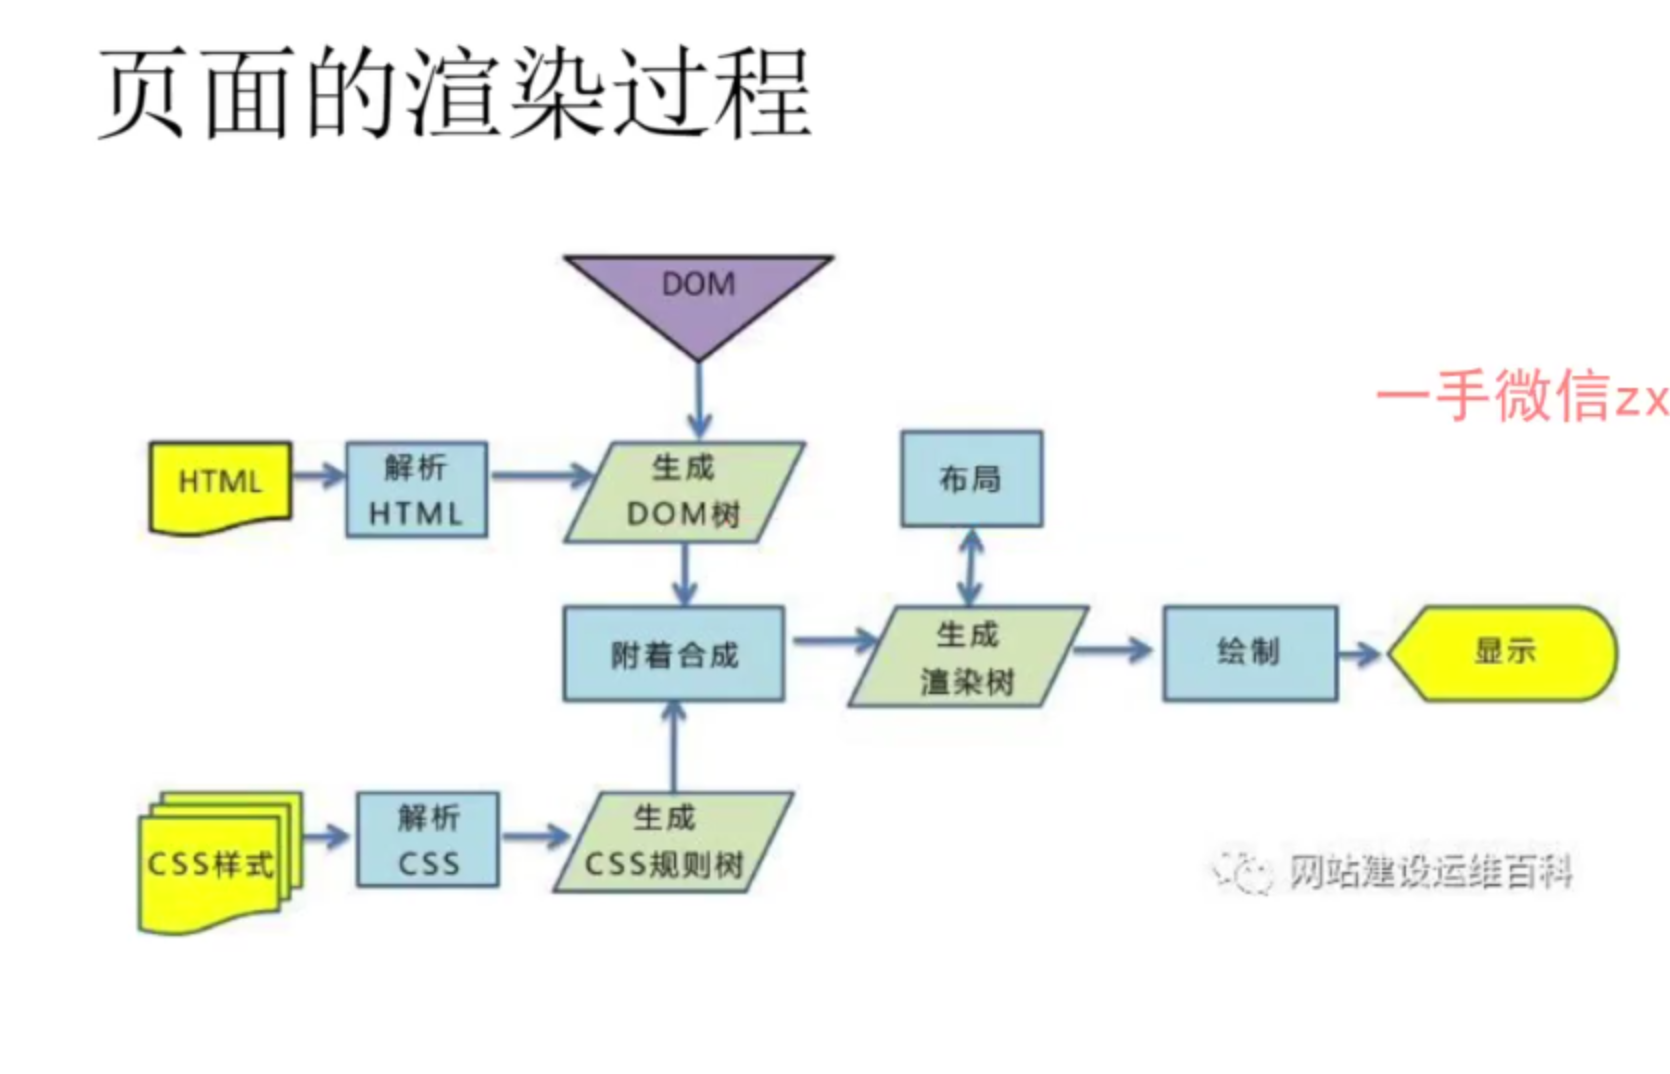 页面的渲染过程
DOM
一手微信zx
HTML
解析
HTML
生成
DOM树
布局
附着合成
生成
渲染树
绘制
显示
CSS样式
解析
CSS
生成
CSS规则树
网站建设运维百科